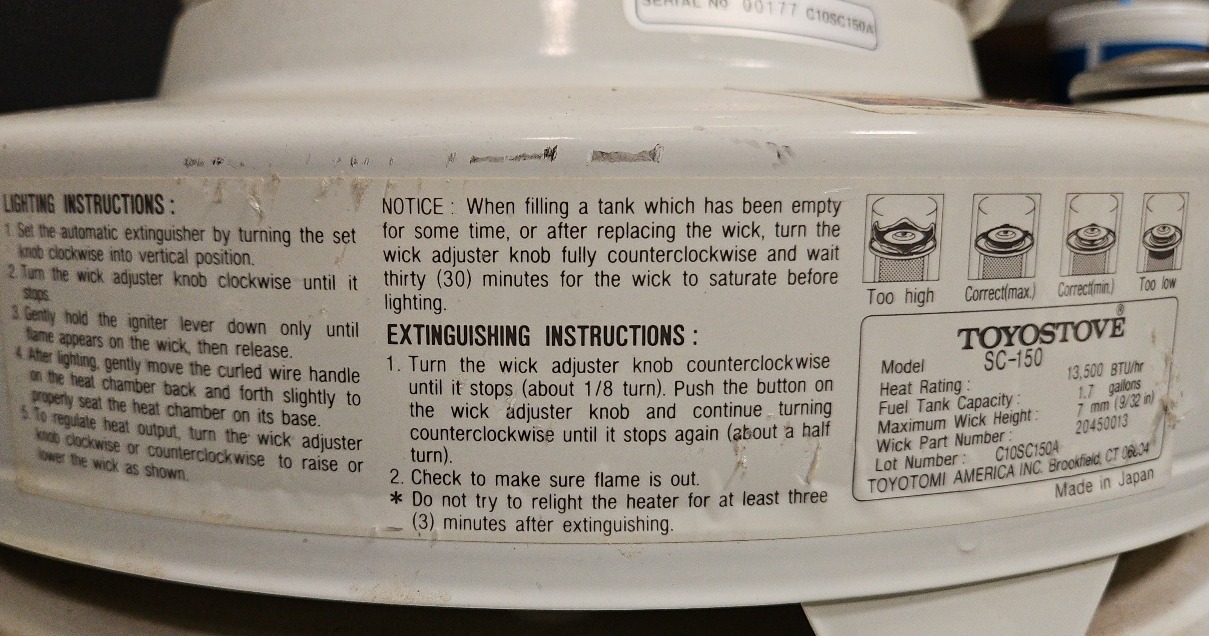 SERIAL No 00177 C10SC150A
LIGHTING INSTRUCTIONS :
1. Set the automatic extinguisher by turning the set
knob clockwise into vertical position.
2. Turn the wick adjuster knob clockwise until it
stops.
3. Gently hold the igniter lever down only until
flame appears on the wick, then release.
4. After lighting, gently move the curled wire handle
on the heat chamber back and forth slightly to
properly seat the heat chamber on its base.
5. To regulate heat output, turn the wick adjuster
knob clockwise or counterclockwise to raise or
lower the wick as shown.
NOTICE : When filling a tank which has been empty
for some time, or after replacing the wick, turn the
wick adjuster knob fully counterclockwise and wait
thirty (30) minutes for the wick to saturate before
lighting.
EXTINGUISHING INSTRUCTIONS :
1. Turn the wick adjuster knob counterclockwise
until it stops (about 1/8 turn). Push the button on
the wick adjuster knob and continue turning
counterclockwise until it stops again (about a half
turn).
2. Check to make sure flame is out.
* Do not try to relight the heater for at least three
(3) minutes after extinguishing.
Too high
Correct(max.)
Correct(min.)
Too low
TOYOSTOVE®
Model SC-150
Heat Rating : 13,500 BTU/hr
Fuel Tank Capacity : 1.7 gallons
Maximum Wick Height : 7 mm (9/32 in)
Wick Part Number : 20450013
Lot Number : C10SC150A
TOYOTOMI AMERICA INC. Brookfield, CT 06804
Made in Japan